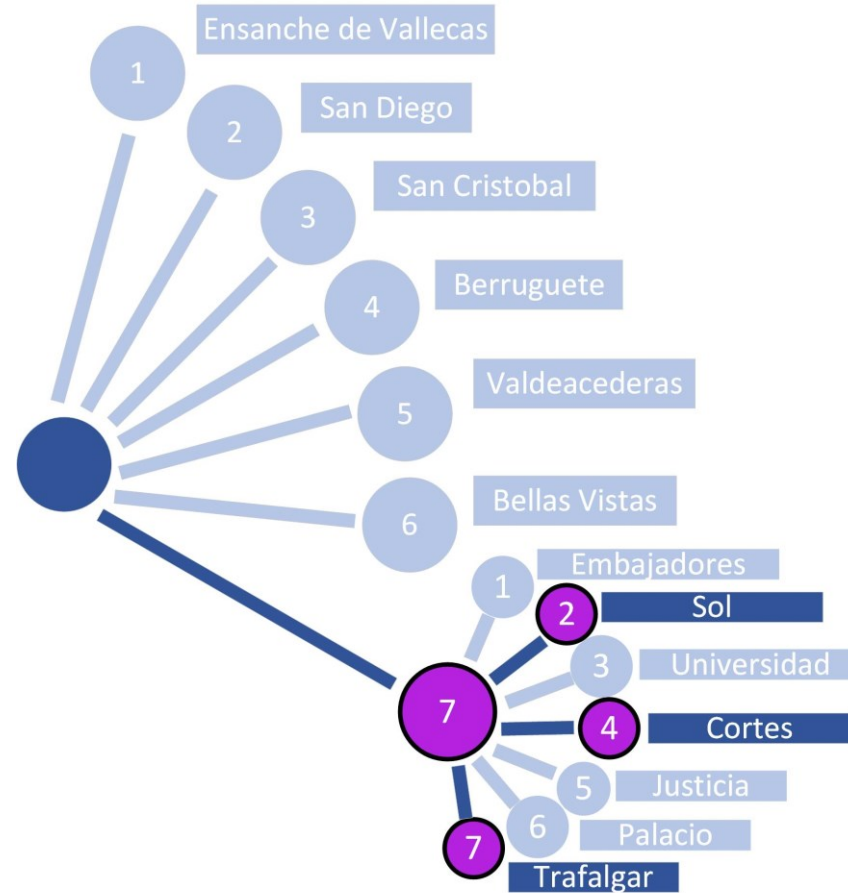 1 Ensanche de Vallecas
2 San Diego
3 San Cristobal
4 Berruguete
5 Valdeacederas
6 Bellas Vistas
7
1 Embajadores
2 Sol
3 Universidad
4 Cortes
5 Justicia
6 Palacio
7 Trafalgar